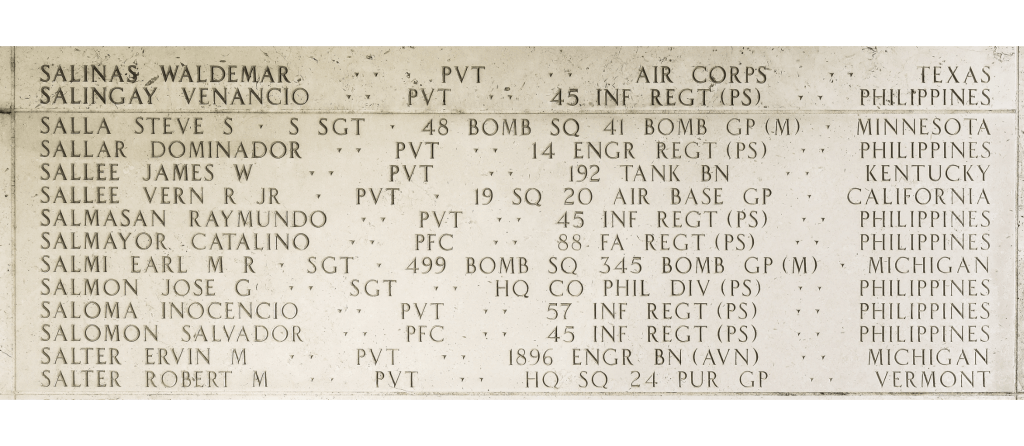 SALINAS WALDEMAR · · PVT · · AIR CORPS · · TEXAS
SALINGAY VENANCIO · · PVT · · 45 INF REGT (PS) · · PHILIPPINES
SALLA STEVE S · S SGT · 48 BOMB SQ 41 BOMB GP (M) · MINNESOTA
SALLAR DOMINADOR · · PVT · · 14 ENGR REGT (PS) · · PHILIPPINES
SALLEE JAMES W · · PVT · · 192 TANK BN · · KENTUCKY
SALLEE VERN R JR · PVT · · 19 SQ 20 AIR BASE GP · CALIFORNIA
SALMASAN RAYMUNDO · · PVT · · 45 INF REGT (PS) · · PHILIPPINES
SALMAYOR CATALINO · · PFC · · 88 FA REGT (PS) · · PHILIPPINES
SALMI EARL M R · SGT · 499 BOMB SQ 345 BOMB GP (M) · MICHIGAN
SALMON JOSE G · · SGT · · HQ CO PHIL DIV (PS) · · PHILIPPINES
SALOMA INOCENCIO · · PVT · · 57 INF REGT (PS) · · PHILIPPINES
SALOMON SALVADOR · · PFC · · 45 INF REGT (PS) · · PHILIPPINES
SALTER ERVIN M · · PVT · · 1896 ENGR BN (AVN) · · MICHIGAN
SALTER ROBERT M · · PVT · · HQ SQ 24 PUR GP · · VERMONT